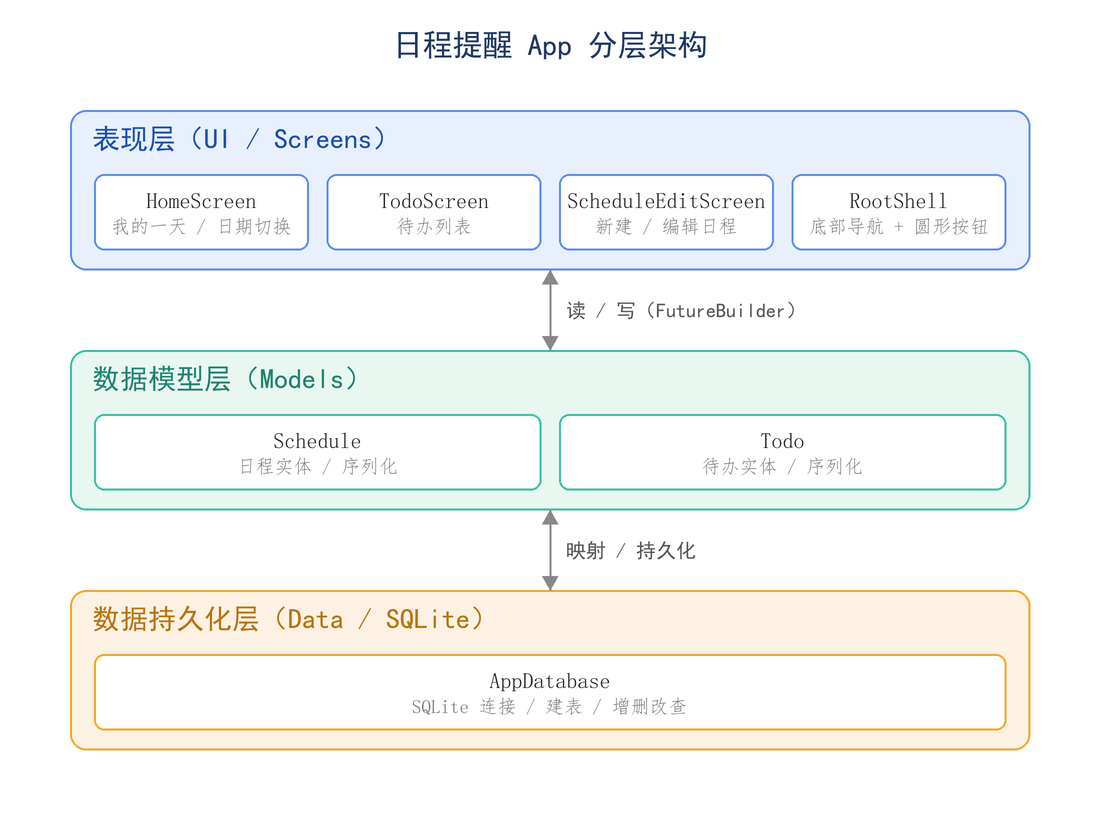 日程提醒 App 分层架构
表现层（UI / Screens）
HomeScreen
我的一天 / 日期切换
TodoScreen
待办列表
ScheduleEditScreen
新建 / 编辑日程
RootShell
底部导航 + 圆形按钮
读 / 写（FutureBuilder）
数据模型层（Models）
Schedule
日程实体 / 序列化
Todo
待办实体 / 序列化
映射 / 持久化
数据持久化层（Data / SQLite）
AppDatabase
SQLite 连接 / 建表 / 增删改查